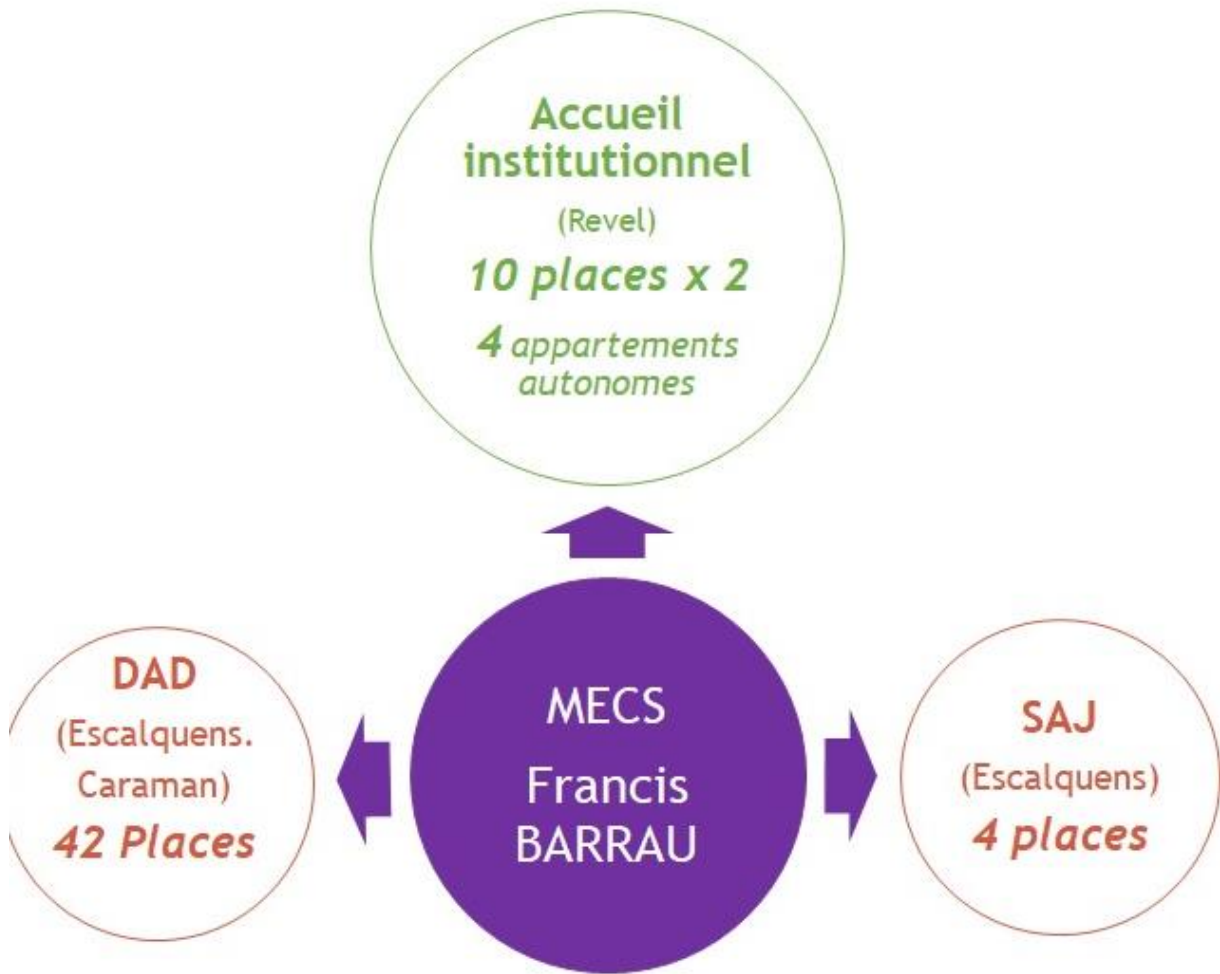 Accueil
institutionnel
(Revel)
10 places x 2
4 appartements
autonomes
DAD
(Escalquens.
Caraman)
42 Places
MECS
Francis
BARRAU
SAJ
(Escalquens)
4 places